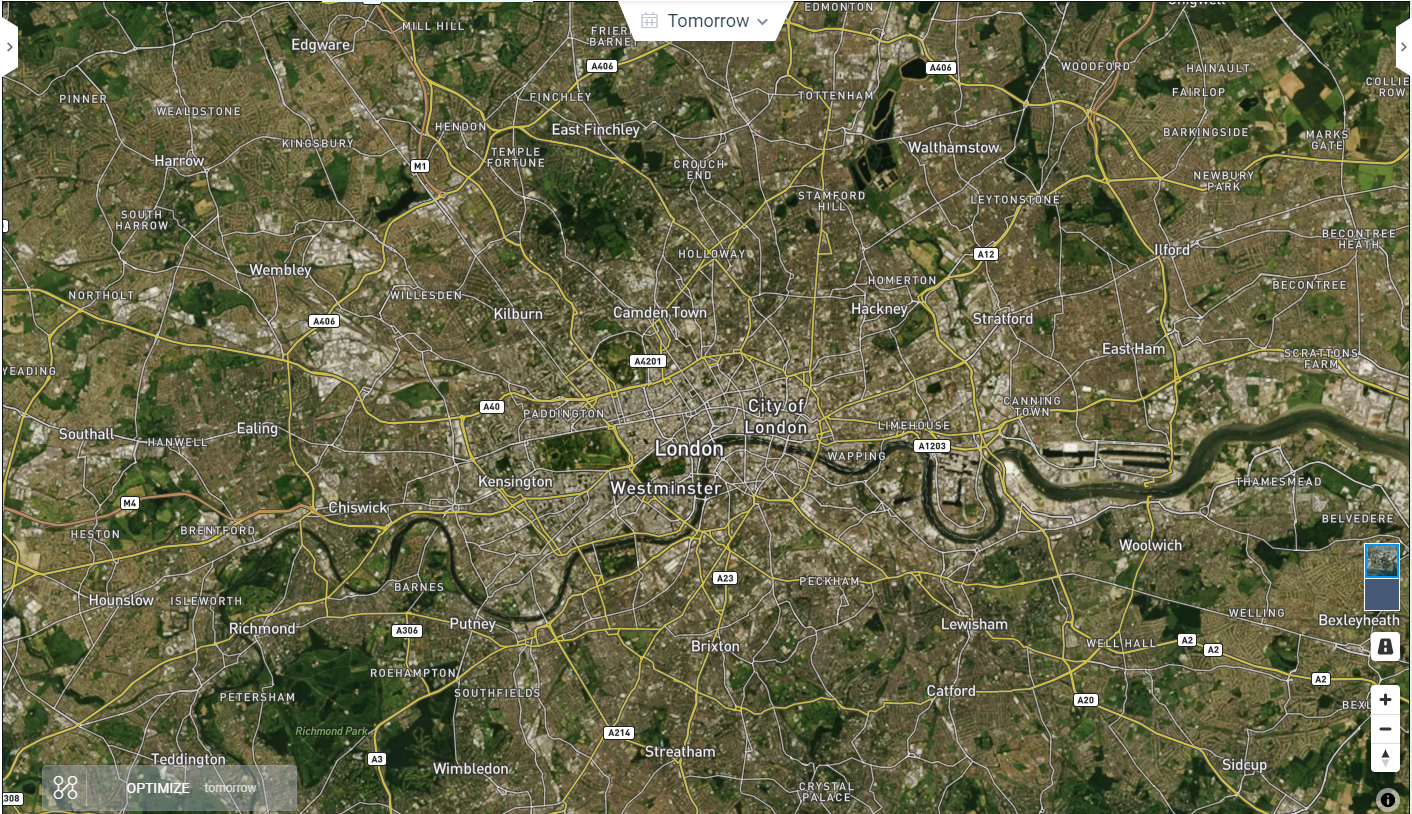 EDMONTON
Chigwell
Tomorrow
MILL HILL
FRIERN
BARNET
Edgware
A406
A406
WOODFORD
HAINAULT
COLLIER
ROW
FAIRLOP
PINNER
WEALDSTONE
FINCHLEY
TOTTENHAM
HENDON
East Finchley
BARKINGSIDE
MARKS
GATE
KINGSBURY
Harrow
M1
TEMPLE
FORTUNE
CROUCH
END
Walthamstow
NEWBURY
PARK
STAMFORD
HILL
LEYTONSTONE
SOUTH
HARROW
BECONTREE
HEATH
HOLLOWAY
A12
Ilford
Wembley
HOMERTON
BECONTREE
NORTHOLT
WILLESDEN
Kilburn
Camden Town
Hackney
Stratford
A406
East Ham
SCRATTONS
FARM
A4201
YEADING
A40
PADDINGTON
City of
London
CANNING
TOWN
Southall
HANWELL
Ealing
LIMEHOUSE
London
A1203
WAPPING
Kensington
Westminster
THAMESMEAD
M4
Chiswick
BELVEDERE
HESTON
BRENTFORD
Woolwich
BARNES
A23
PECKHAM
Hounslow
ISLEWORTH
WELLING
Richmond
A306
Putney
Lewisham
Bexleyheath
Brixton
WELL HALL
A2
A2
ROEHAMPTON
A2
PETERSHAM
SOUTHFIELDS
Catford
A20
BEXL
Richmond Park
A214
Streatham
Teddington
A3
Wimbledon
Sidcup
OPTIMIZE
tomorrow
CRYSTAL
PALACE
308